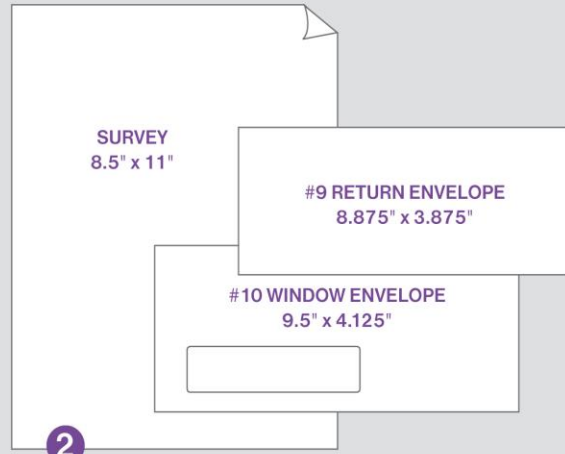 SURVEY
8.5" x 11"
#9 RETURN ENVELOPE
8.875" x 3.875"
#10 WINDOW ENVELOPE
9.5" x 4.125"
2